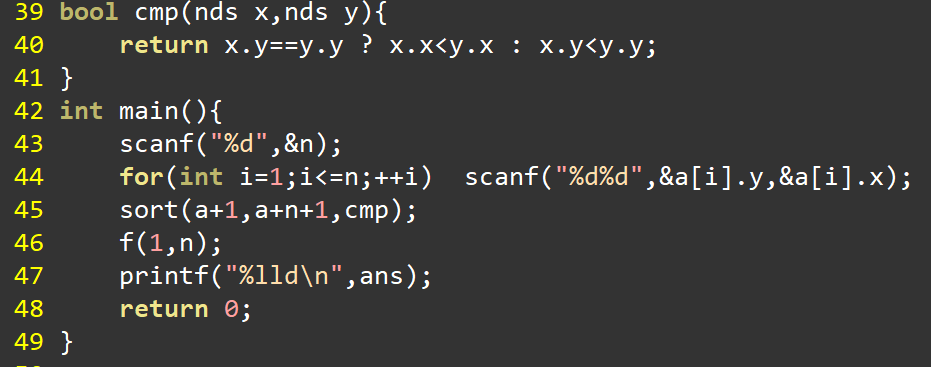 39 bool cmp(nds x,nds y){
40     return x.y==y.y ? x.x<y.x : x.y<y.y;
41 }
42 int main(){
43     scanf("%d",&n);
44     for(int i=1;i<=n;++i)  scanf("%d%d",&a[i].y,&a[i].x);
45     sort(a+1,a+n+1,cmp);
46     f(1,n);
47     printf("%lld\n",ans);
48     return 0;
49 }